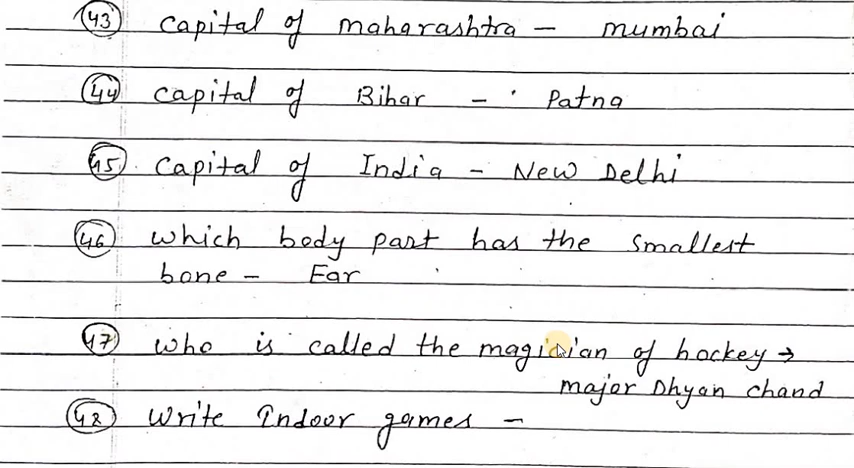 43 capital of maharashtra - mumbai
44 capital of Bihar - Patna
45. capital of India - New Delhi
46 which body part has the smallest
bone - Ear
47 who is called the magician of hockey →
major Dhyan chand
48 write Indoor games -